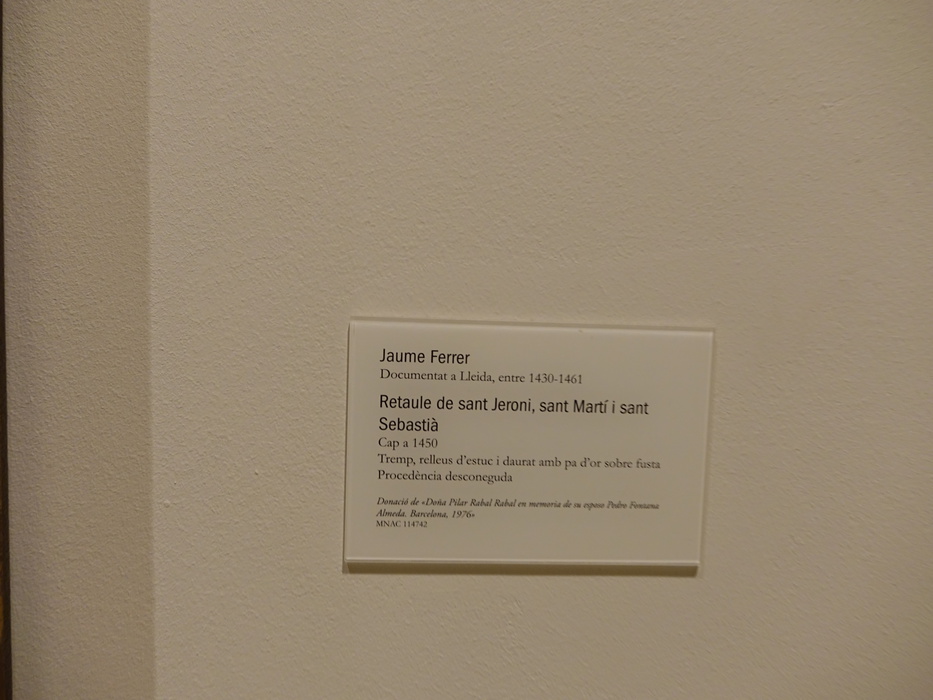 Jaume Ferrer
Documentat a Lleida, entre 1430-1461
Retaule de sant Jeroni, sant Martí i sant
Sebastià
Cap a 1450
Tremp, relleus d'estuc i daurat amb pa d'or sobre fusta
Procedència desconeguda
Donació de «Doña Pilar Rabal Rabal en memoria de su esposo Pedro Fontana
Almeda. Barcelona, 1976»
MNAC 114742